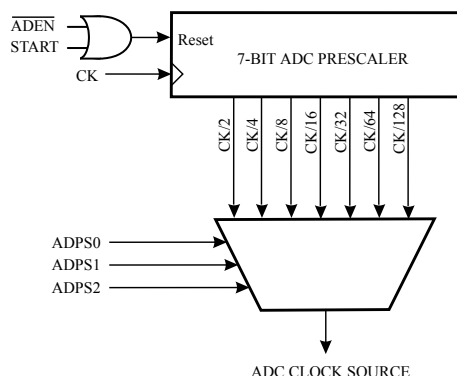 ADEN
START
Reset
7-BIT ADC PRESCALER
CK
CK/2
CK/4
CK/8
CK/16
CK/32
CK/64
CK/128
ADPS0
ADPS1
ADPS2
ADC CLOCK SOURCE